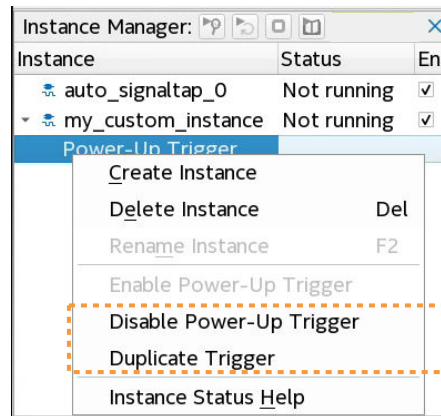 Instance Manager:
Instance Status En
auto_signaltap_0 Not running
my_custom_instance Not running
Power-Up Trigger
Create Instance
Delete Instance Del
Rename Instance F2
Enable Power-Up Trigger
Disable Power-Up Trigger
Duplicate Trigger
Instance Status Help